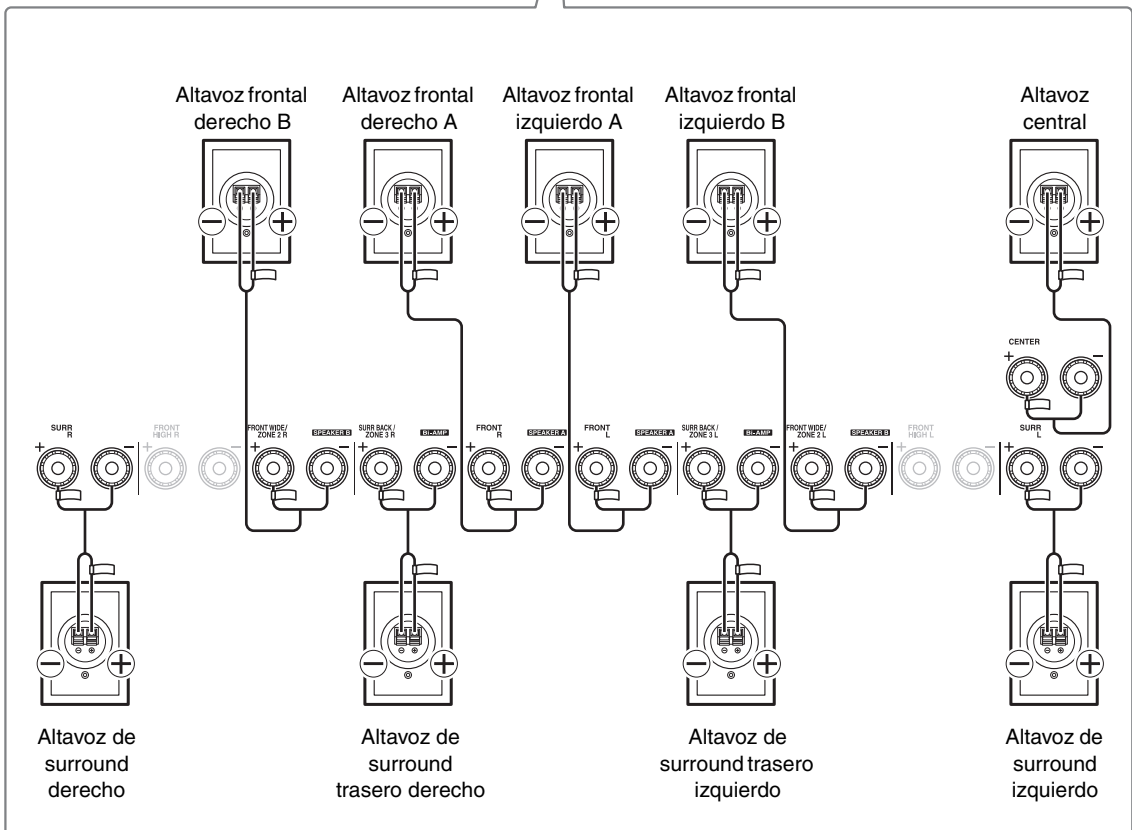 Altavoz frontal
derecho B
Altavoz frontal
derecho A
Altavoz frontal
izquierdo A
Altavoz frontal
izquierdo B
Altavoz
central
CENTER
+ −
SURR
R
+ −
FRONT
HIGH R
+ −
FRONT WIDE/
ZONE 2 R
SPEAKER B
+ −
SURR BACK /
ZONE 3 R
BI-AMP
+ −
FRONT
R
SPEAKER A
+ −
FRONT
L
SPEAKER A
+ −
SURR BACK /
ZONE 3 L
BI-AMP
+ −
FRONT WIDE/
ZONE 2 L
SPEAKER B
+ −
FRONT
HIGH L
+ −
SURR
L
+ −
Altavoz de
surround
derecho
Altavoz de
surround
trasero derecho
Altavoz de
surround trasero
izquierdo
Altavoz de
surround
izquierdo